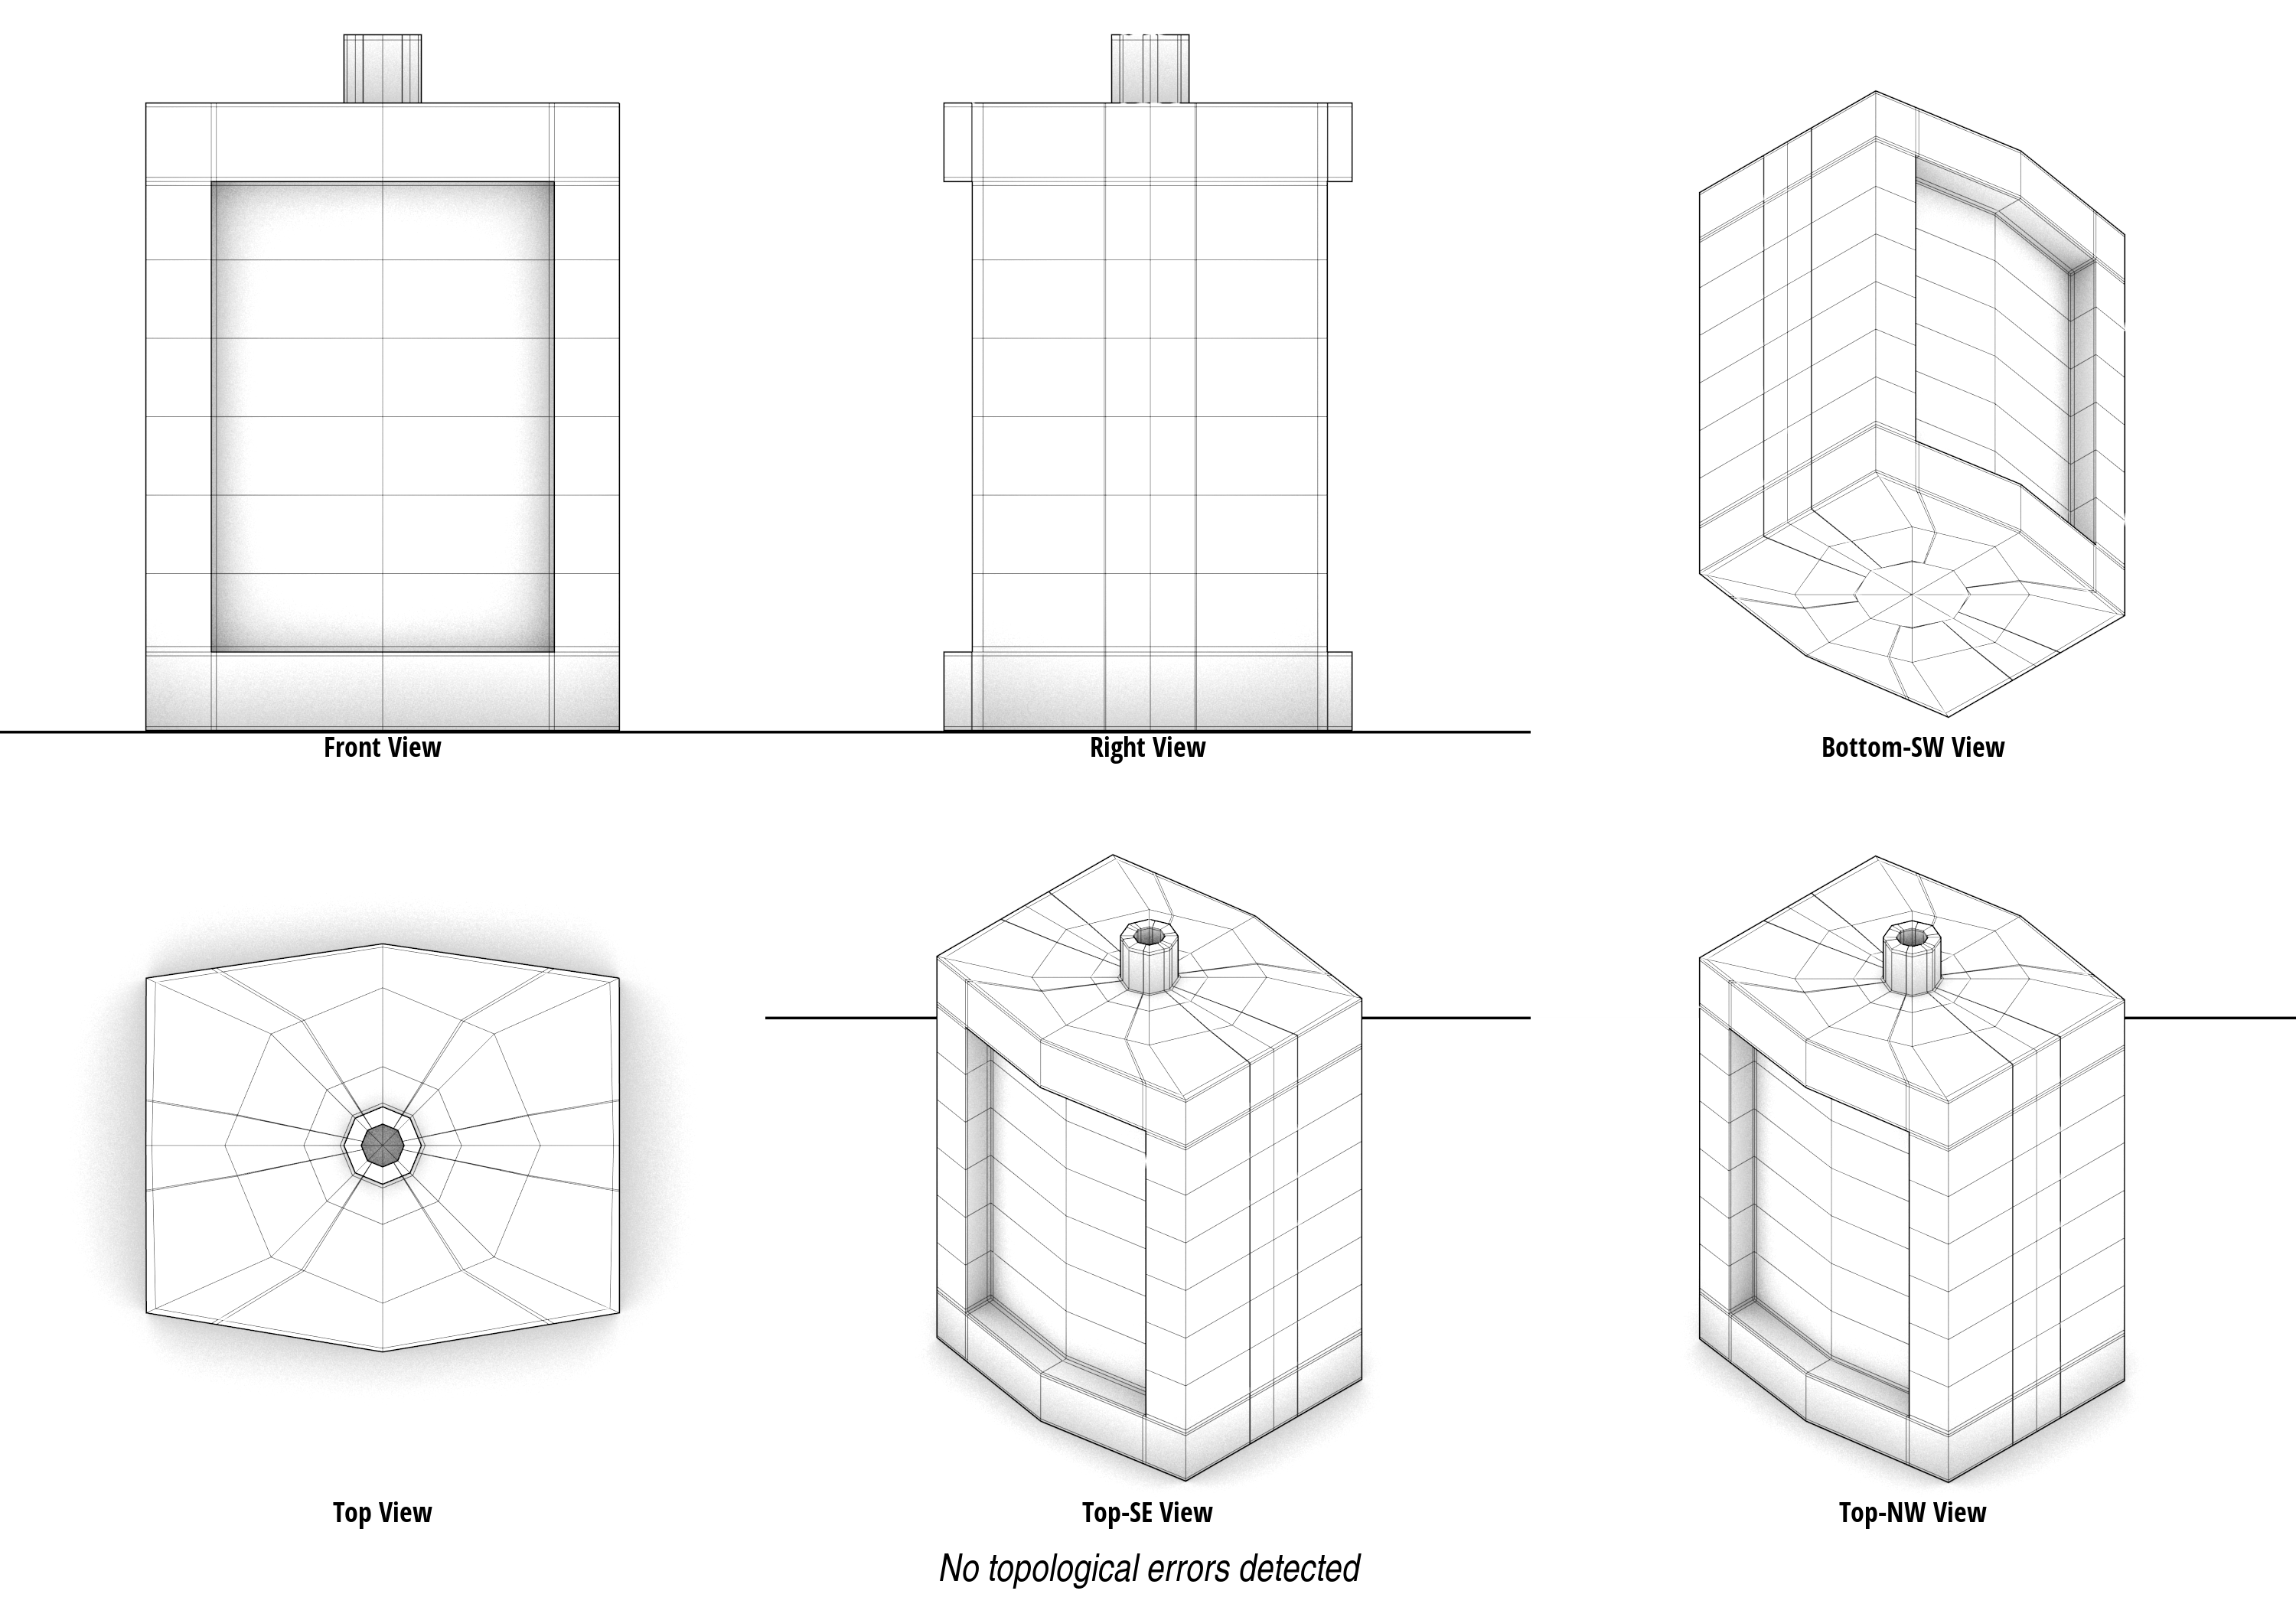 Front View
Right View
Bottom-SW View
Top View
Top-SE View
Top-NW View
No topological errors detected